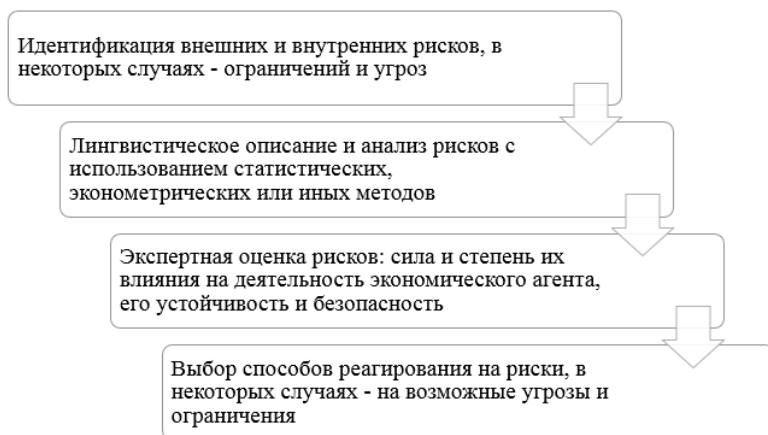 Идентификация внешних и внутренних рисков, в
некоторых случаях - ограничений и угроз
Лингвистическое описание и анализ рисков с
использованием статистических,
эконометрических или иных методов
Экспертная оценка рисков: сила и степень их
влияния на деятельность экономического агента,
его устойчивость и безопасность
Выбор способов реагирования на риски, в
некоторых случаях - на возможные угрозы и
ограничения